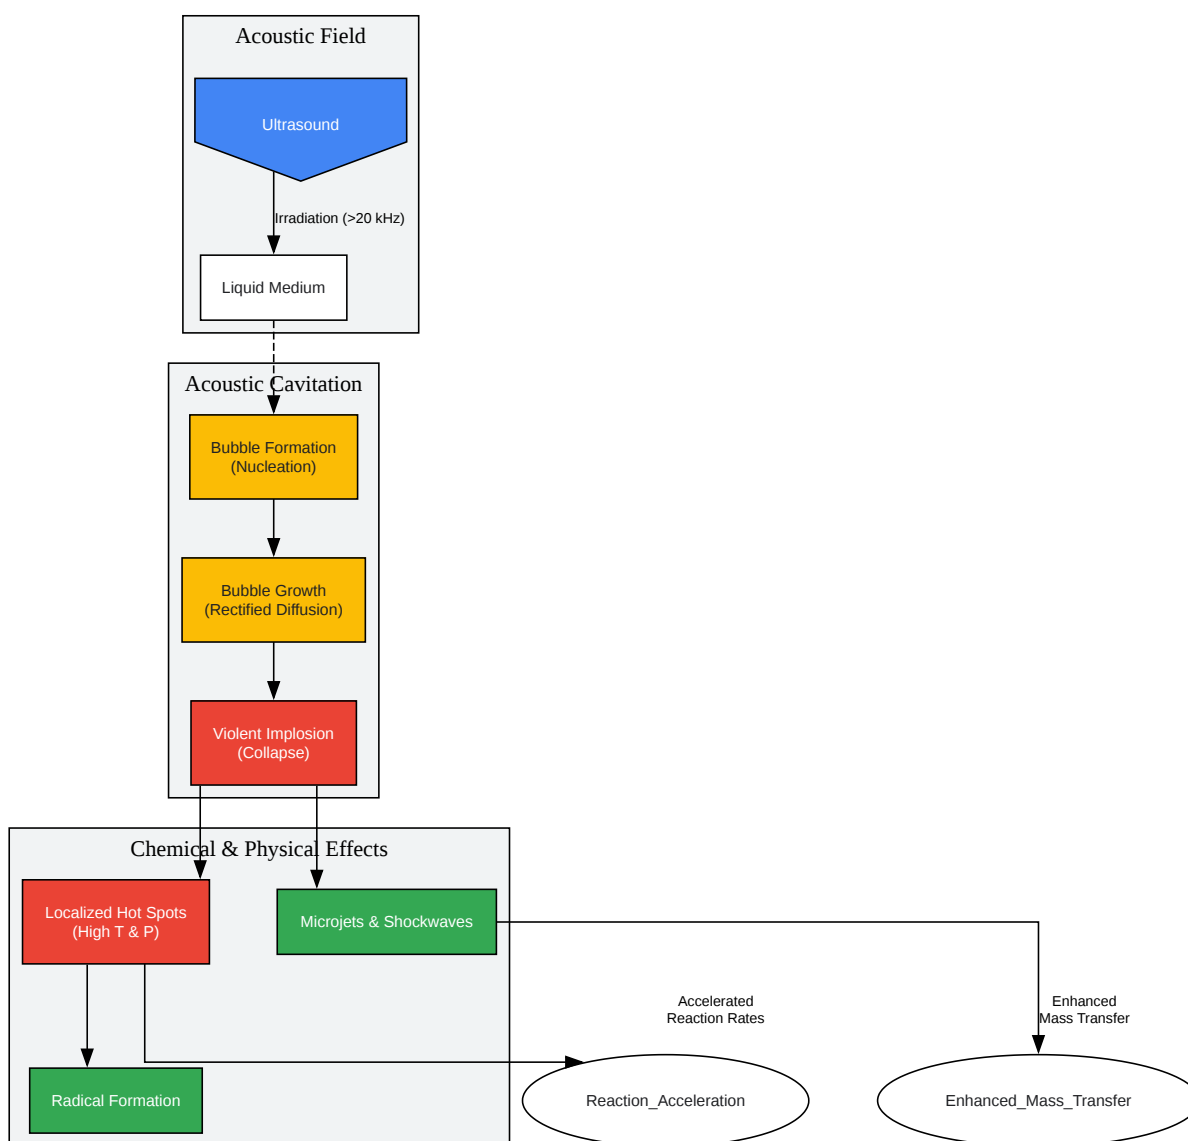 Acoustic Field
Ultrasound
Irradiation (>20 kHz)
Liquid Medium
Acoustic Cavitation
Bubble Formation
(Nucleation)
Bubble Growth
(Rectified Diffusion)
Violent Implosion
(Collapse)
Chemical & Physical Effects
Localized Hot Spots
(High T & P)
Microjets & Shockwaves
Accelerated
Reaction Rates
Enhanced
Mass Transfer
Radical Formation
Reaction_Acceleration
Enhanced_Mass_Transfer